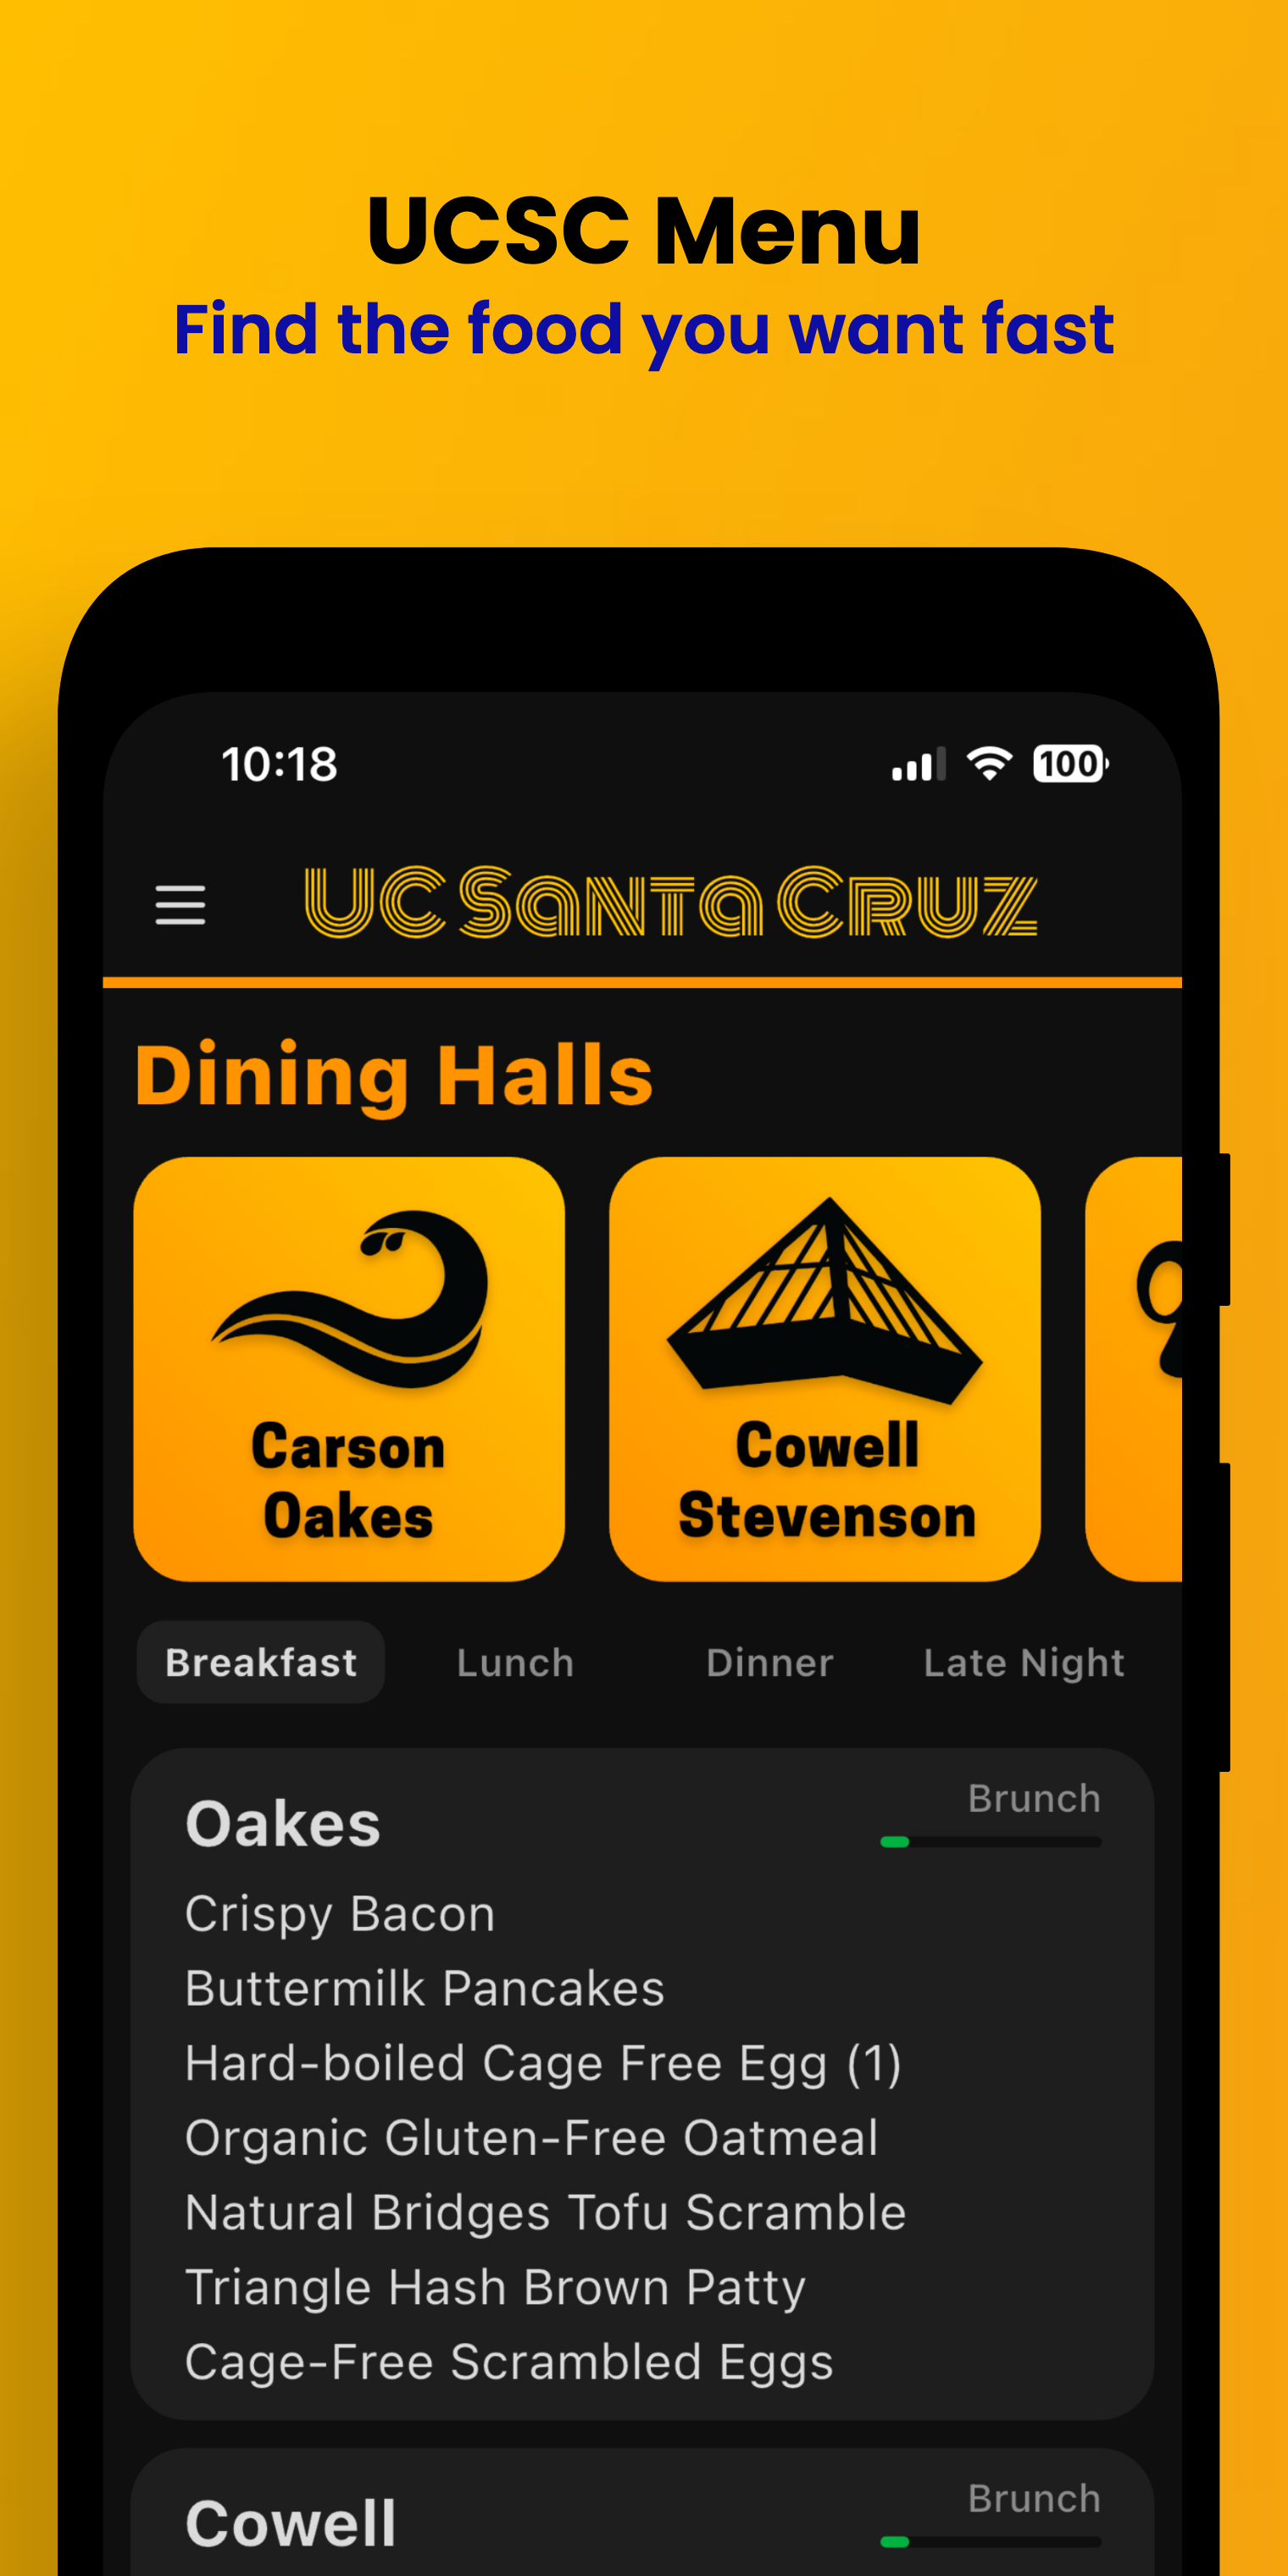 UCSC Menu
Find the food you want fast
10:18
100
UC Santa Cruz
Dining Halls
Carson
Oakes
Cowell
Stevenson
Breakfast
Lunch
Dinner
Late Night
Oakes
Brunch
Crispy Bacon
Buttermilk Pancakes
Hard-boiled Cage Free Egg (1)
Organic Gluten-Free Oatmeal
Natural Bridges Tofu Scramble
Triangle Hash Brown Patty
Cage-Free Scrambled Eggs
Cowell
Brunch